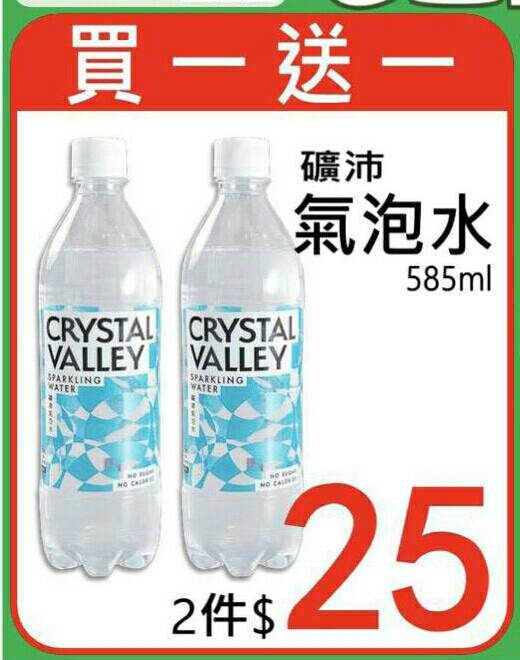 買一送一
礦沛
氣泡水
585ml
CRYSTAL
VALLEY
SPARKLING
WATER
NO SUGAR
NO CALORIES
CRYSTAL
VALLEY
SPARKLING
WATER
NO SUGAR
NO CALORIES
2件$25